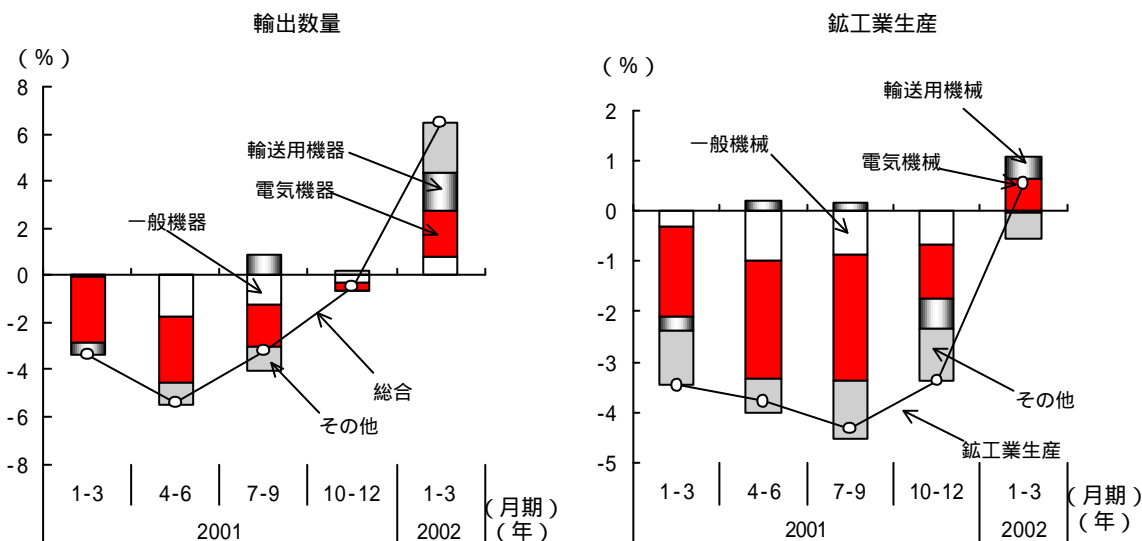 輸出数量
(%)
8
6
4
2
0
-2
-4
-6
-8
輸送用機器
電気機器
一般機器
総合
その他
1-3 4-6 7-9 10-12 1-3 (月期)
2001 2002 (年)
鉱工業生産
(%)
2
1
0
-1
-2
-3
-4
-5
輸送用機械
一般機械
電気機械
その他
鉱工業生産
1-3 4-6 7-9 10-12 1-3 (月期)
2001 2002 (年)